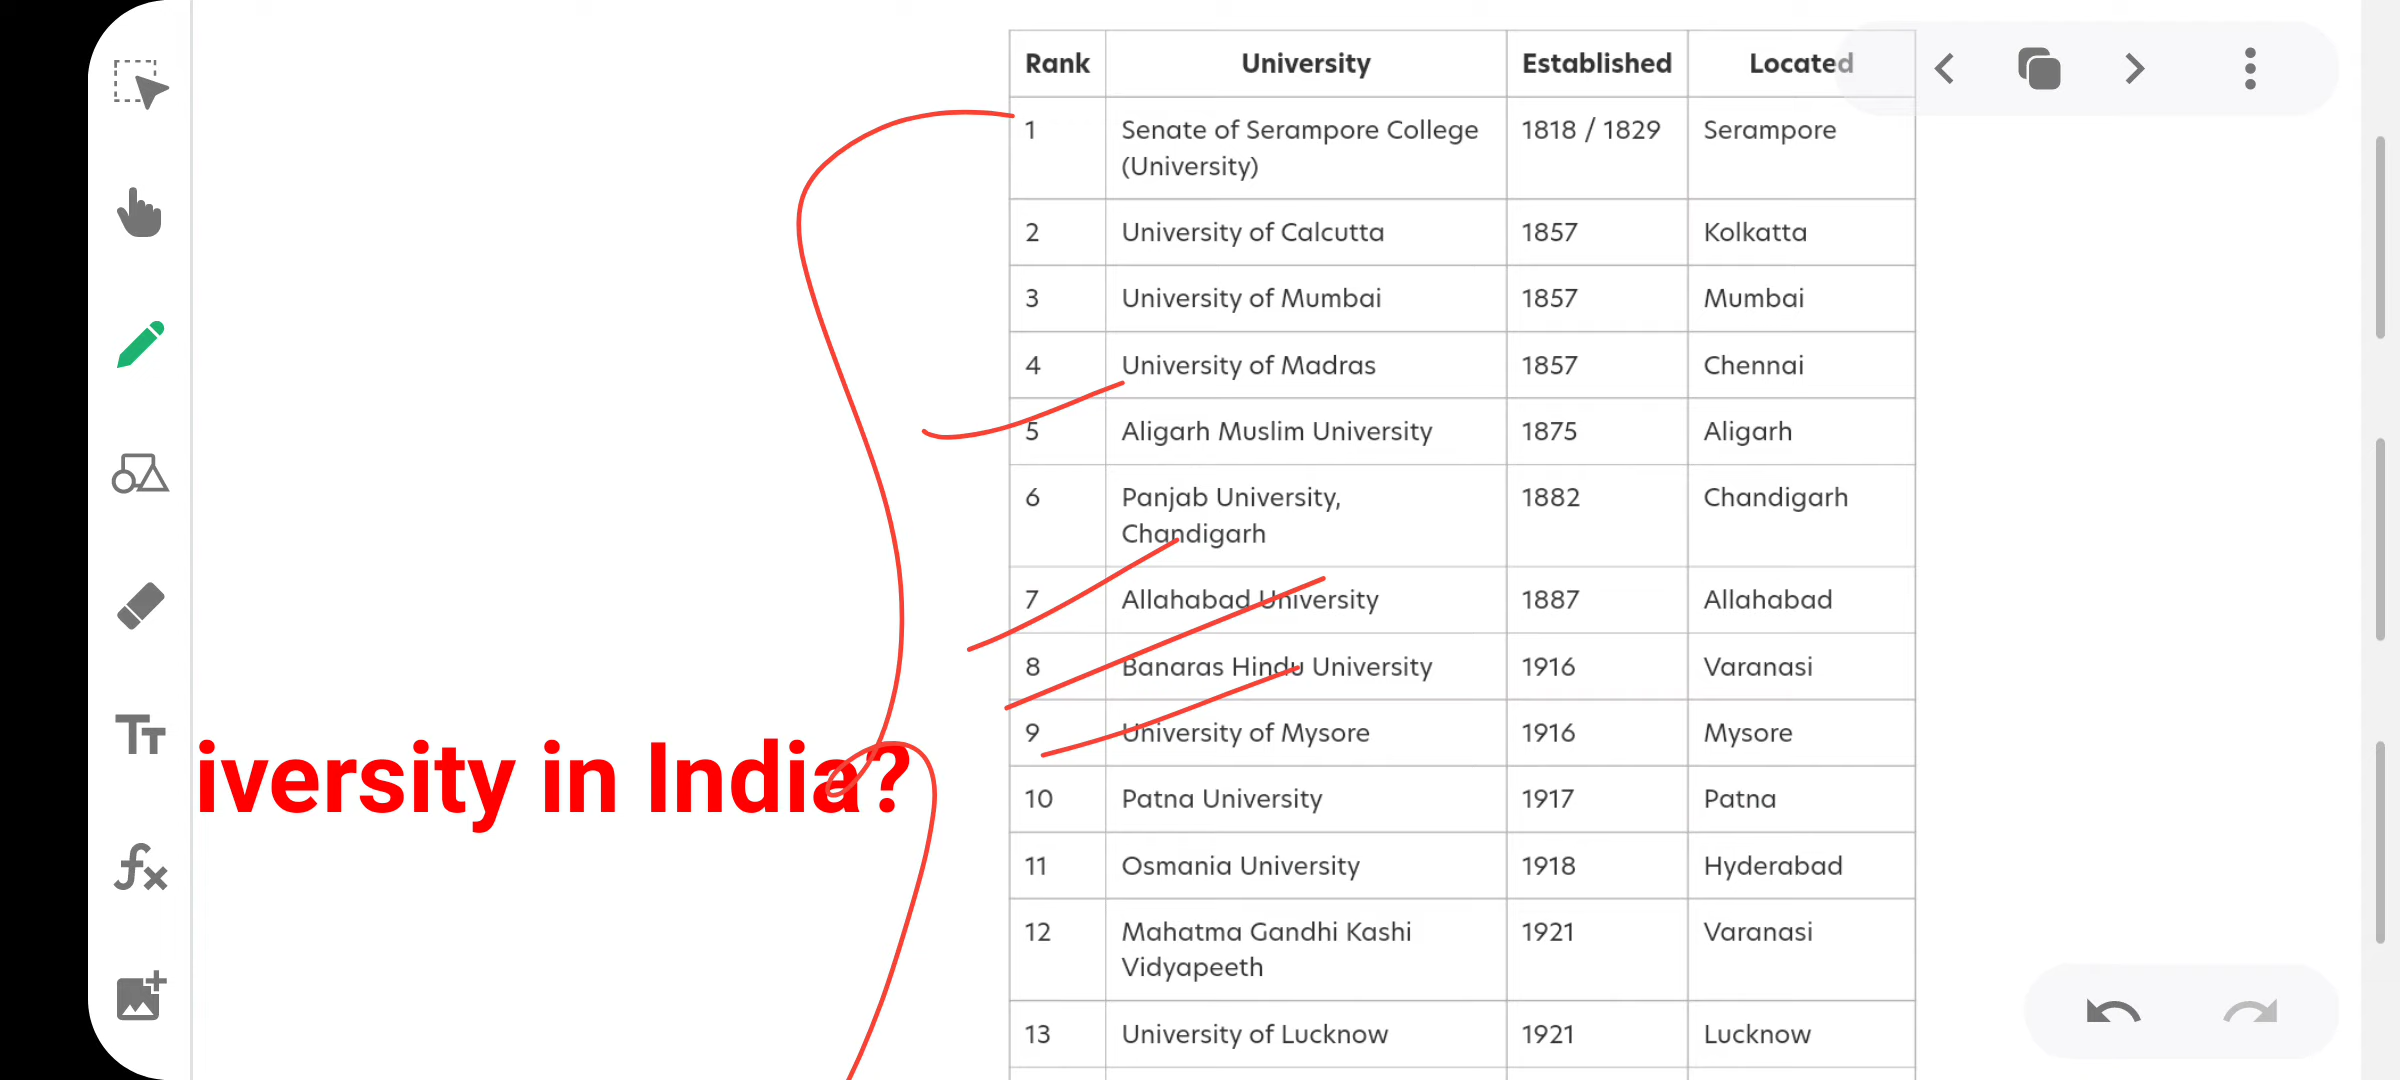 Rank University Established Located
1 Senate of Serampore College (University) 1818 / 1829 Serampore
2 University of Calcutta 1857 Kolkatta
3 University of Mumbai 1857 Mumbai
4 University of Madras 1857 Chennai
5 Aligarh Muslim University 1875 Aligarh
6 Panjab University, Chandigarh 1882 Chandigarh
7 Allahabad University 1887 Allahabad
8 Banaras Hindu University 1916 Varanasi
9 University of Mysore 1916 Mysore
iversity in India?
10 Patna University 1917 Patna
11 Osmania University 1918 Hyderabad
12 Mahatma Gandhi Kashi Vidyapeeth 1921 Varanasi
13 University of Lucknow 1921 Lucknow